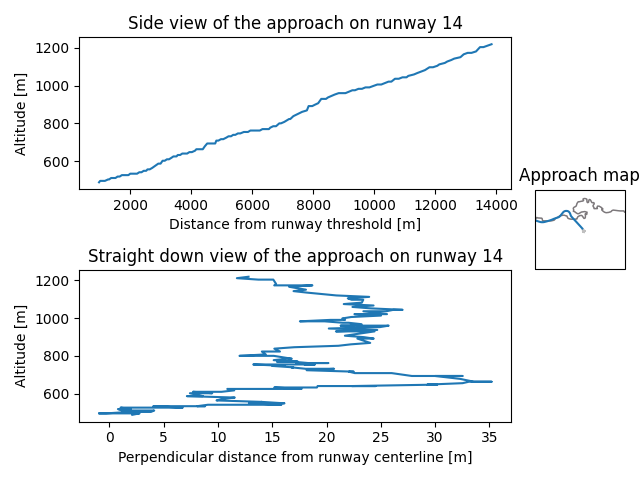 Side view of the approach on runway 14
1200
1000
800
600
Altitude [m]
2000 4000 6000 8000 10000 12000 14000
Distance from runway threshold [m]
Approach map
Straight down view of the approach on runway 14
1200
1000
800
600
Altitude [m]
0 5 10 15 20 25 30 35
Perpendicular distance from runway centerline [m]